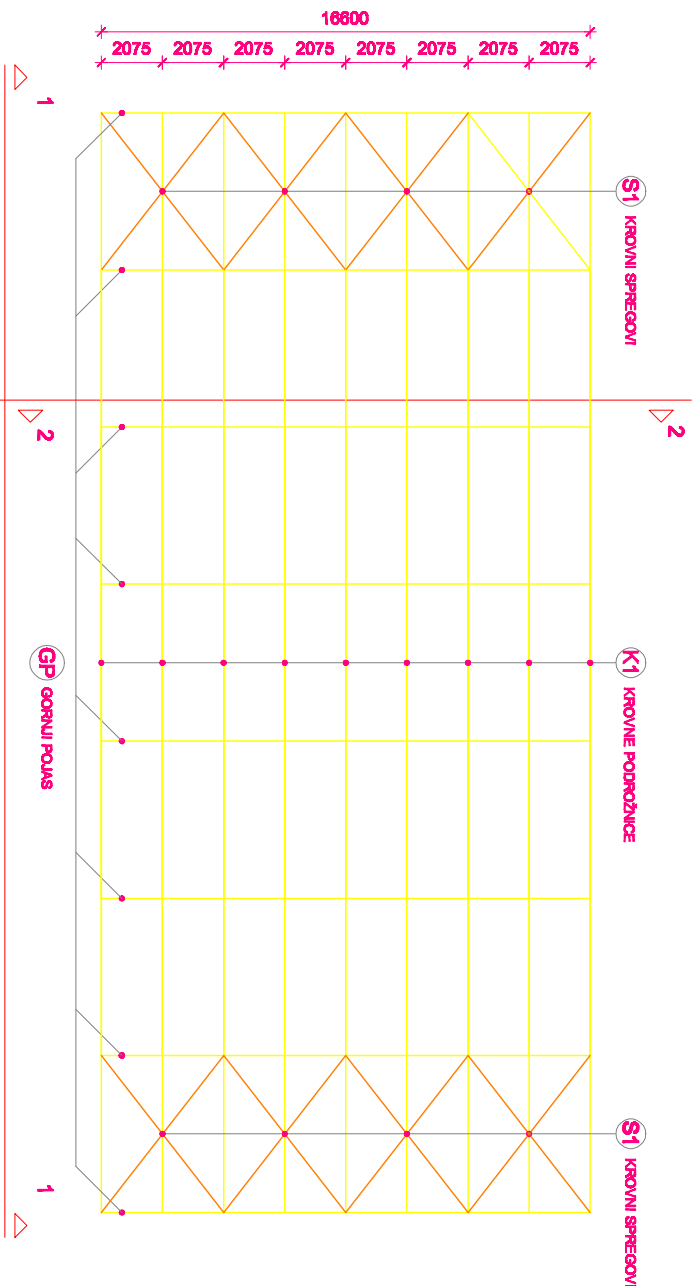 16600
2075 2075 2075 2075 2075 2075 2075 2075
1
S1 KROVNI SPREGOVI
2
2
GP GORNJI POJAS
K1 KROVNE PODROŽNICE
1
S1 KROVNI SPREGOVI